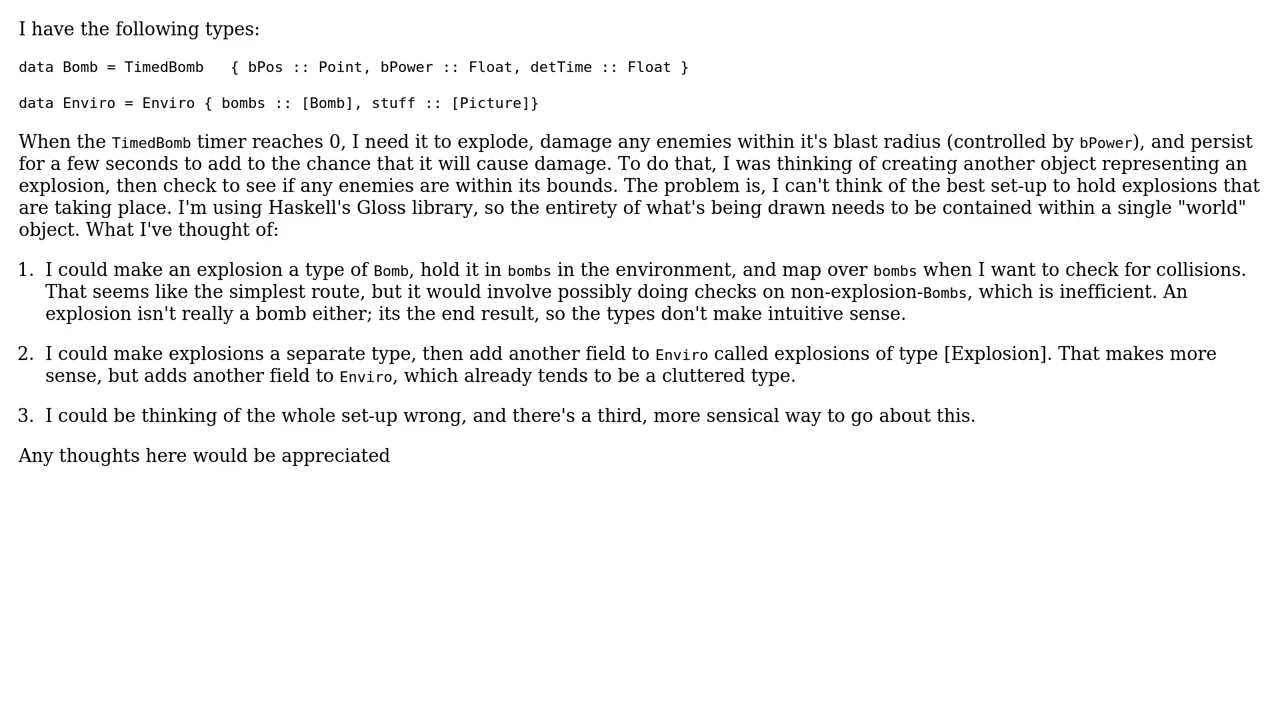 I have the following types:
data Bomb = TimedBomb   { bPos :: Point, bPower :: Float, detTime :: Float }
data Enviro = Enviro { bombs :: [Bomb], stuff :: [Picture]}
When the TimedBomb timer reaches 0, I need it to explode, damage any enemies within it's blast radius (controlled by bPower), and persist
for a few seconds to add to the chance that it will cause damage. To do that, I was thinking of creating another object representing an
explosion, then check to see if any enemies are within its bounds. The problem is, I can't think of the best set-up to hold explosions that
are taking place. I'm using Haskell's Gloss library, so the entirety of what's being drawn needs to be contained within a single "world"
object. What I've thought of:
1. I could make an explosion a type of Bomb, hold it in bombs in the environment, and map over bombs when I want to check for collisions.
That seems like the simplest route, but it would involve possibly doing checks on non-explosion-Bombs, which is inefficient. An
explosion isn't really a bomb either; its the end result, so the types don't make intuitive sense.
2. I could make explosions a separate type, then add another field to Enviro called explosions of type [Explosion]. That makes more
sense, but adds another field to Enviro, which already tends to be a cluttered type.
3. I could be thinking of the whole set-up wrong, and there's a third, more sensical way to go about this.
Any thoughts here would be appreciated